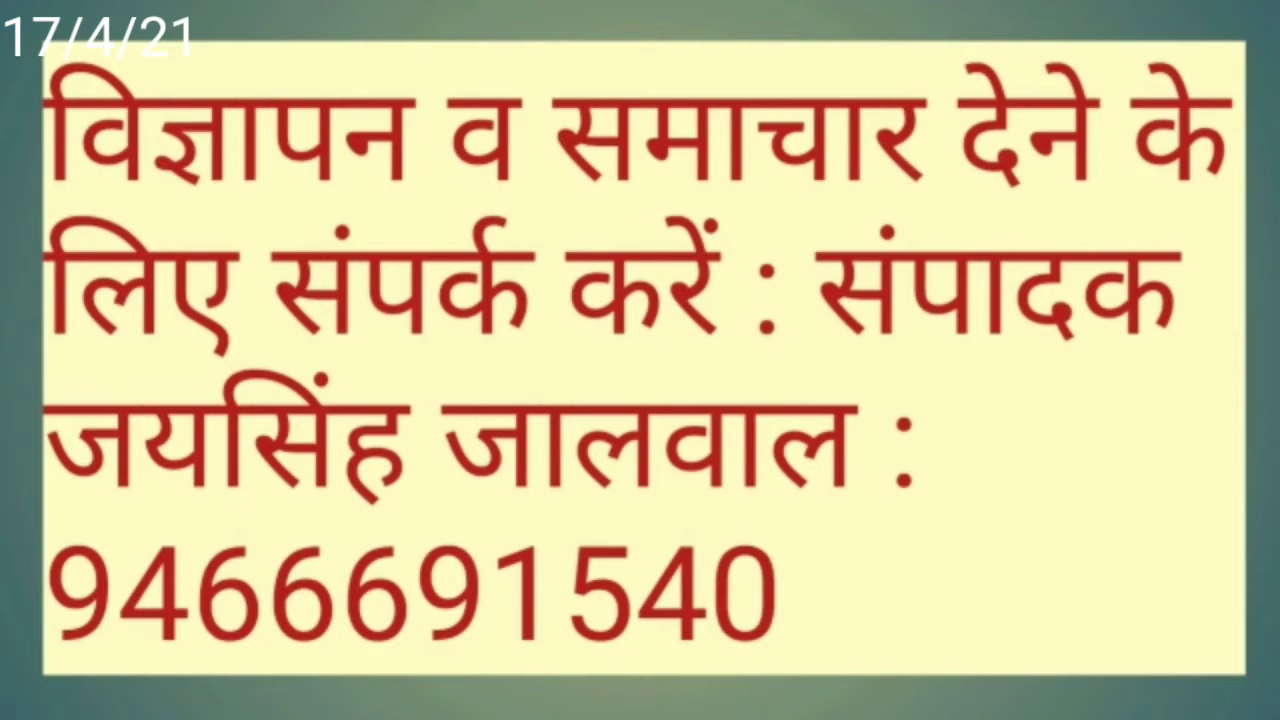 17/4/21
विज्ञापन व समाचार देने के
लिए संपर्क करें : संपादक
जयसिंह जालवाल :
9466691540